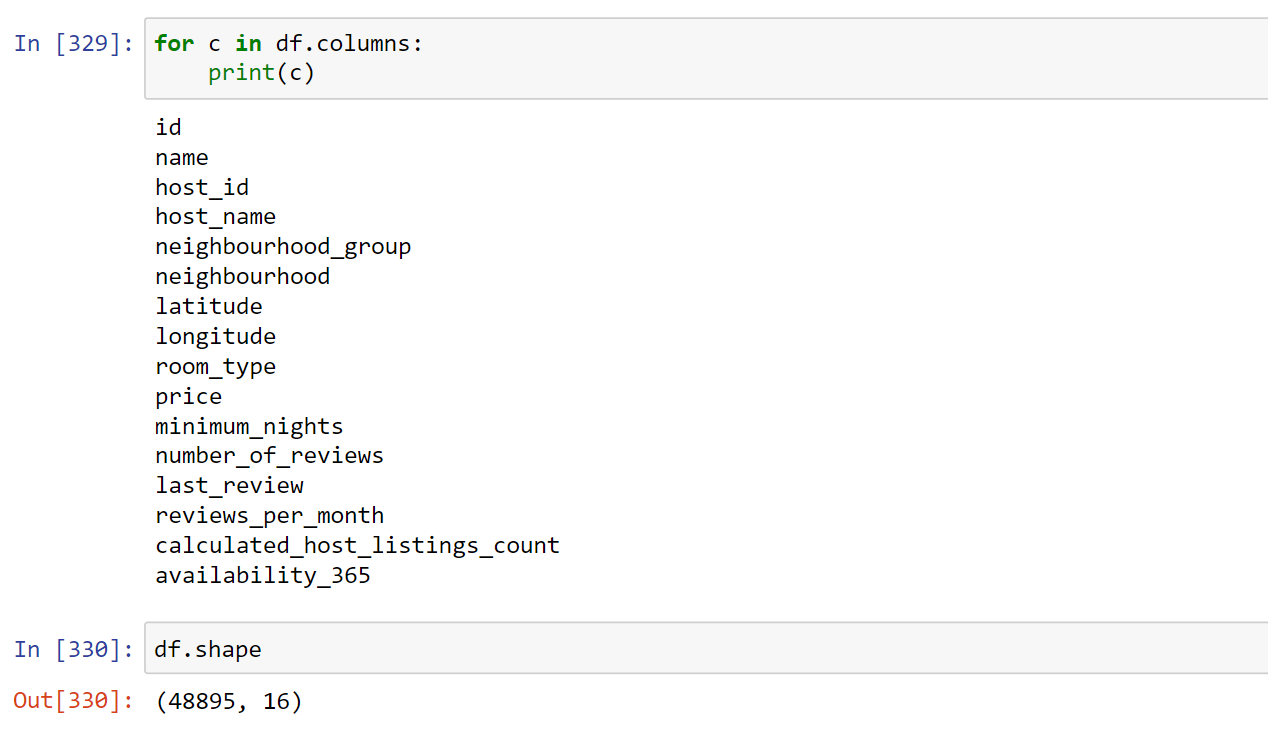 In [329]: for c in df.columns:
    print(c)
id
name
host_id
host_name
neighbourhood_group
neighbourhood
latitude
longitude
room_type
price
minimum_nights
number_of_reviews
last_review
reviews_per_month
calculated_host_listings_count
availability_365
In [330]: df.shape
Out[330]: (48895, 16)